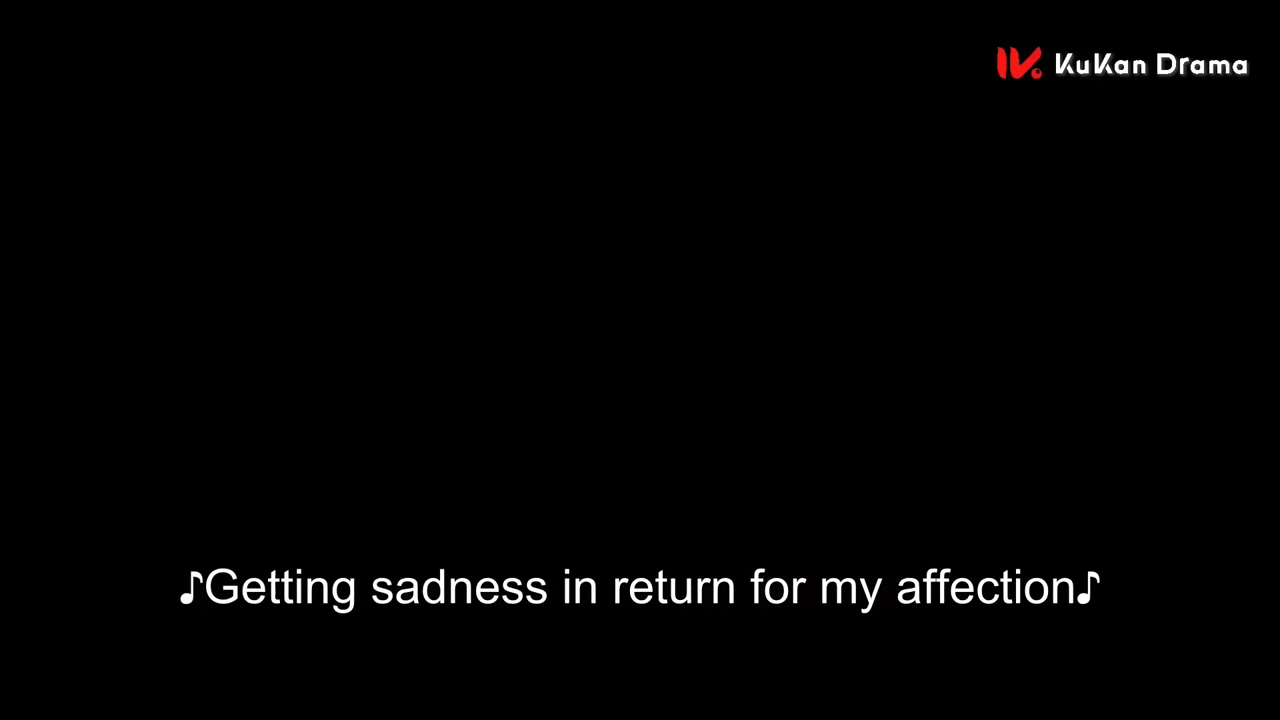 KuKan Drama
♪Getting sadness in return for my affection♪